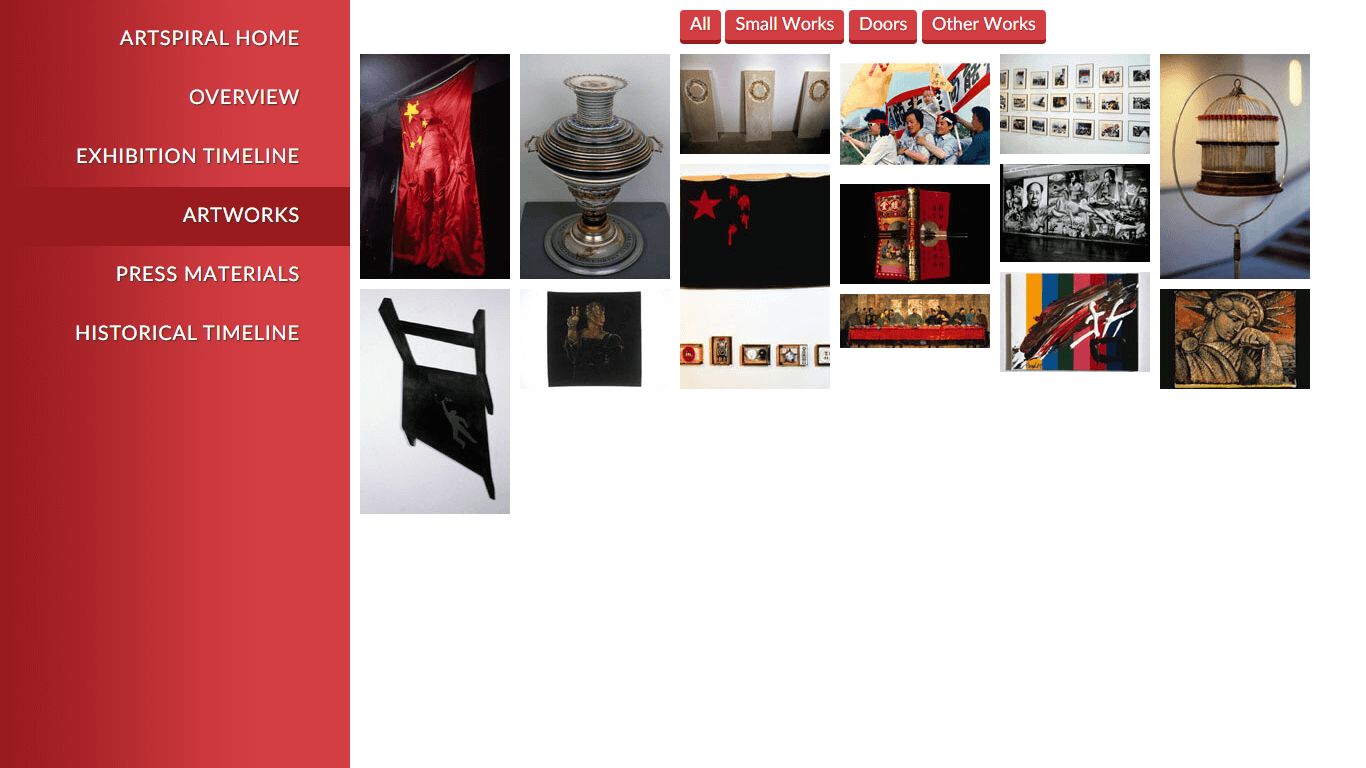 ARTSPIRAL HOME
OVERVIEW
EXHIBITION TIMELINE
ARTWORKS
PRESS MATERIALS
HISTORICAL TIMELINE
All
Small Works
Doors
Other Works